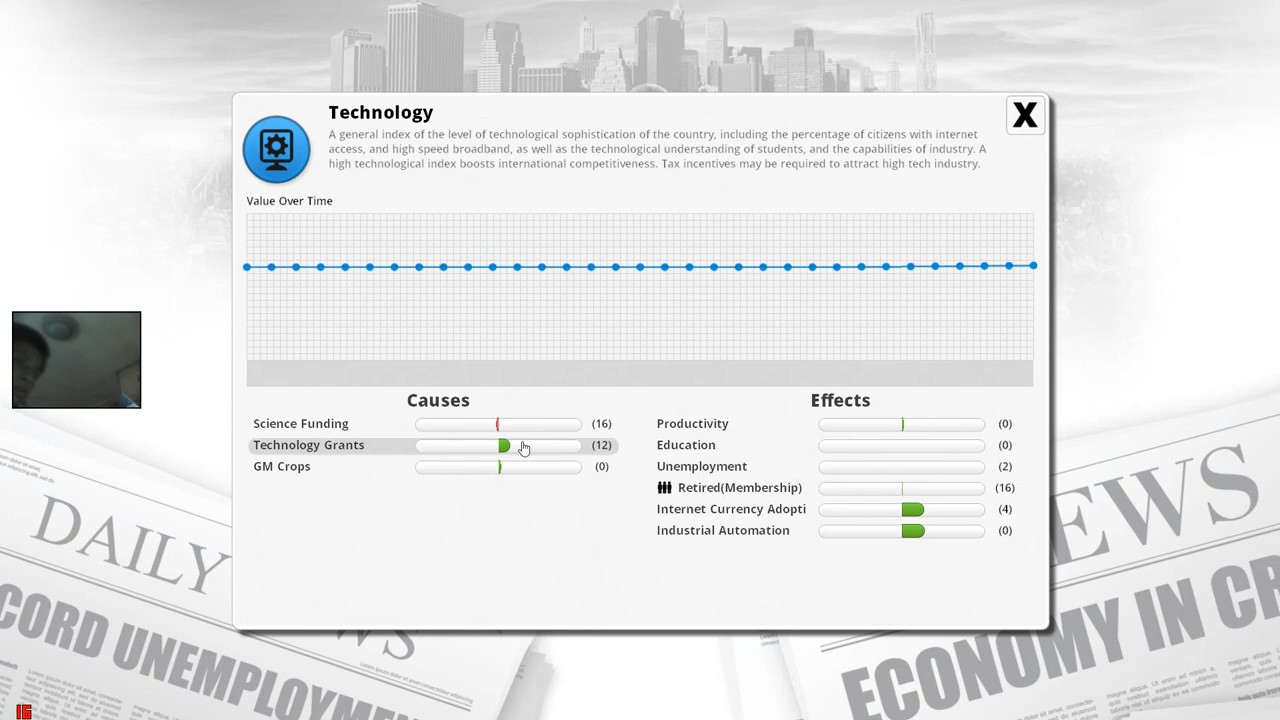 Technology
X
A general index of the level of technological sophistication of the country, including the percentage of citizens with internet
access, and high speed broadband, as well as the technological understanding of students, and the capabilities of industry. A
high technological index boosts international competitiveness. Tax incentives may be required to attract high tech industry.
Value Over Time
Causes
Science Funding (16)
Technology Grants (12)
GM Crops (0)
Effects
Productivity (0)
Education (0)
Unemployment (2)
Retired(Membership) (16)
Internet Currency Adopti (4)
Industrial Automation (0)
DAILY
NEWS
CORD UNEMPLOYM
EWS
ECONOMY IN CR
16